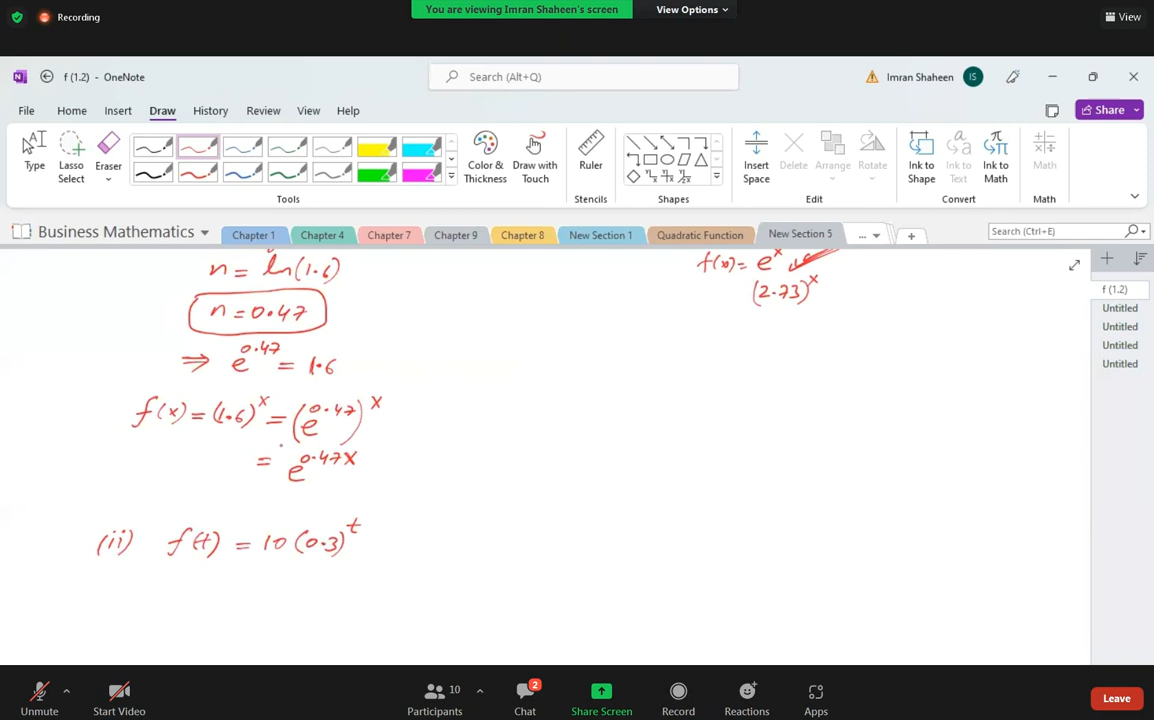 Recording
You are viewing Imran Shaheen's screen
View Options
View
f (1.2) - OneNote
Search (Alt+Q)
Imran Shaheen
IS
File Home Insert Draw History Review View Help
Share
Type
Lasso Select
Eraser
Color & Thickness
Draw with Touch
Ruler
Insert Space
Delete
Arrange
Rotate
Ink to Shape
Ink to Text
Ink to Math
Math
Tools
Stencils
Shapes
Edit
Convert
Math
Business Mathematics
Chapter 1
Chapter 4
Chapter 7
Chapter 9
Chapter 8
New Section 1
Quadratic Function
New Section 5
...
Search (Ctrl+E)
n = ln(1.6)
n = 0.47
⇒ e^0.47 = 1.6
f(x) = (1.6)^x = (e^0.47)^x
= e^0.47x
(ii) f(t) = 10 (0.3)^t
f(x) = e^x
(2.73)^x
f (1.2)
Untitled
Untitled
Untitled
Untitled
Unmute
Start Video
Participants
10
Chat
2
Share Screen
Record
Reactions
Apps
Leave